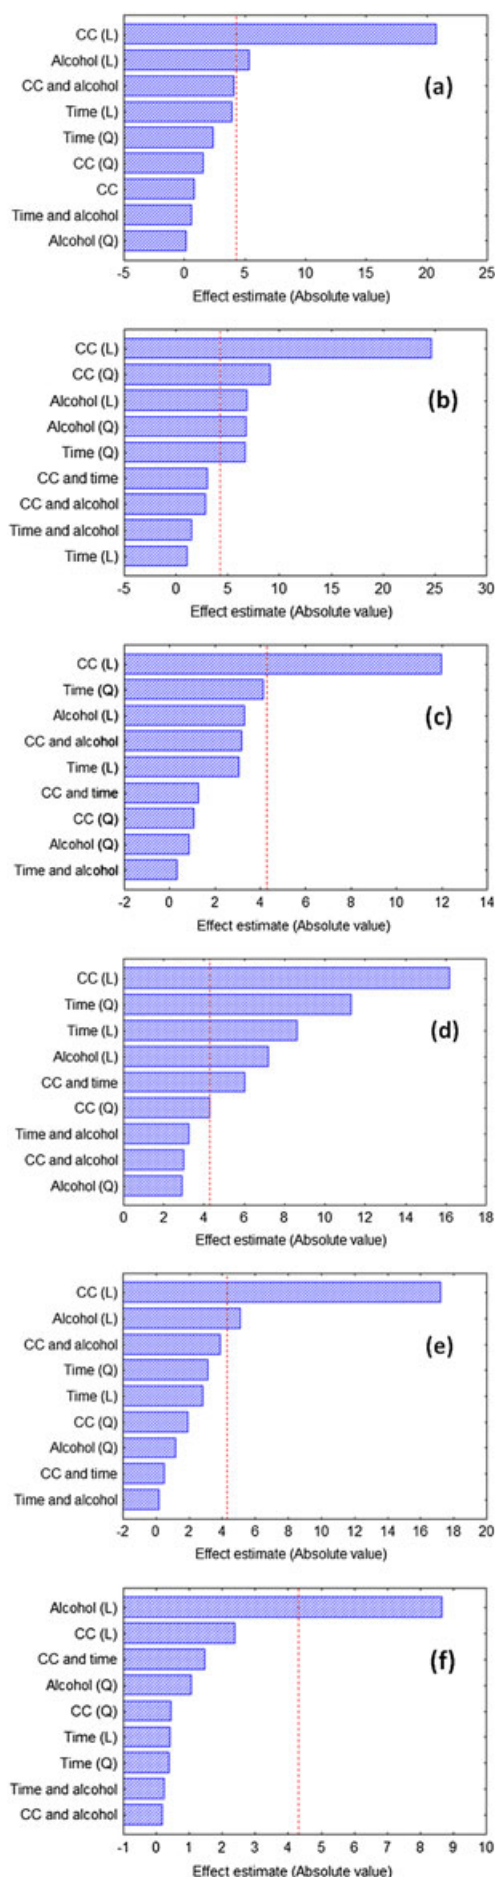 CC (L)
Alcohol (L)
CC and alcohol
(a)
Time (L)
Time (Q)
CC (Q)
CC
Time and alcohol
Alcohol (Q)
-5 0 5 10 15 20 25
Effect estimate (Absolute value)
CC (L)
CC (Q)
Alcohol (L)
(b)
Alcohol (Q)
Time (Q)
CC and time
CC and alcohol
Time and alcohol
Time (L)
-5 0 5 10 15 20 25 30
Effect estimate (Absolute value)
CC (L)
Time (Q)
Alcohol (L)
(c)
CC and alcohol
Time (L)
CC and time
CC (Q)
Alcohol (Q)
Time and alcohol
-2 0 2 4 6 8 10 12 14
Effect estimate (Absolute value)
CC (L)
Time (Q)
Time (L)
(d)
Alcohol (L)
CC and time
CC (Q)
Time and alcohol
CC and alcohol
Alcohol (Q)
0 2 4 6 8 10 12 14 16 18
Effect estimate (Absolute value)
CC (L)
Alcohol (L)
CC and alcohol
(e)
Time (Q)
Time (L)
CC (Q)
Alcohol (Q)
CC and time
Time and alcohol
-2 0 2 4 6 8 10 12 14 16 18 20
Effect estimate (Absolute value)
Alcohol (L)
CC (L)
CC and time
(f)
Alcohol (Q)
CC (Q)
Time (L)
Time (Q)
Time and alcohol
CC and alcohol
-1 0 1 2 3 4 5 6 7 8 9 10
Effect estimate (Absolute value)